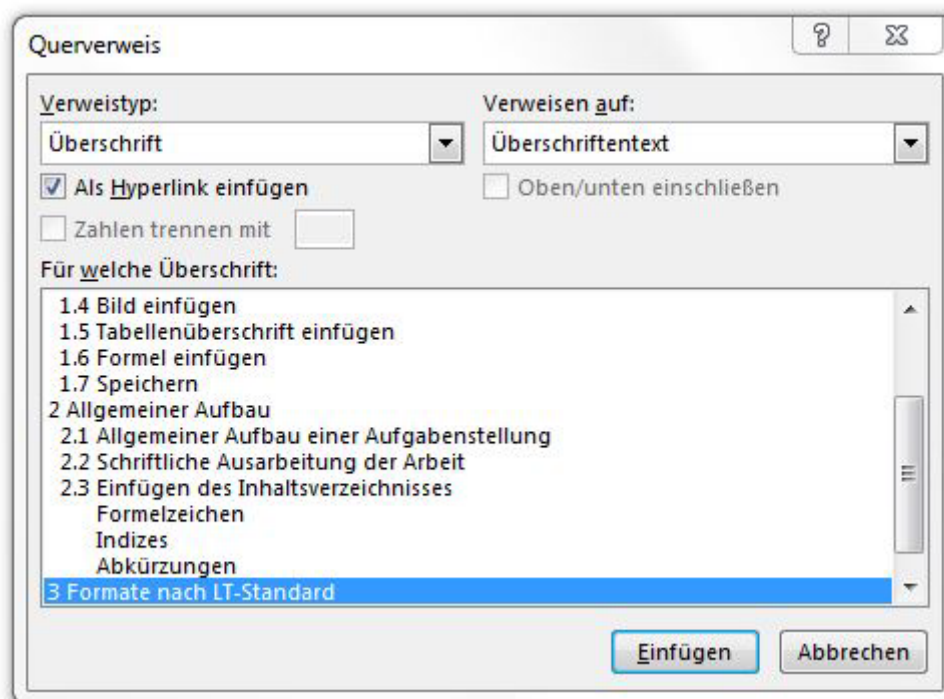 Querverweis
Verweistyp: Verweisen auf:
Überschrift Überschriftentext
Als Hyperlink einfügen Oben/unten einschließen
Zahlen trennen mit
Für welche Überschrift:
1.4 Bild einfügen
1.5 Tabellenüberschrift einfügen
1.6 Formel einfügen
1.7 Speichern
2 Allgemeiner Aufbau
2.1 Allgemeiner Aufbau einer Aufgabenstellung
2.2 Schriftliche Ausarbeitung der Arbeit
2.3 Einfügen des Inhaltsverzeichnisses
Formelzeichen
Indizes
Abkürzungen
3 Formate nach LT-Standard
Einfügen Abbrechen